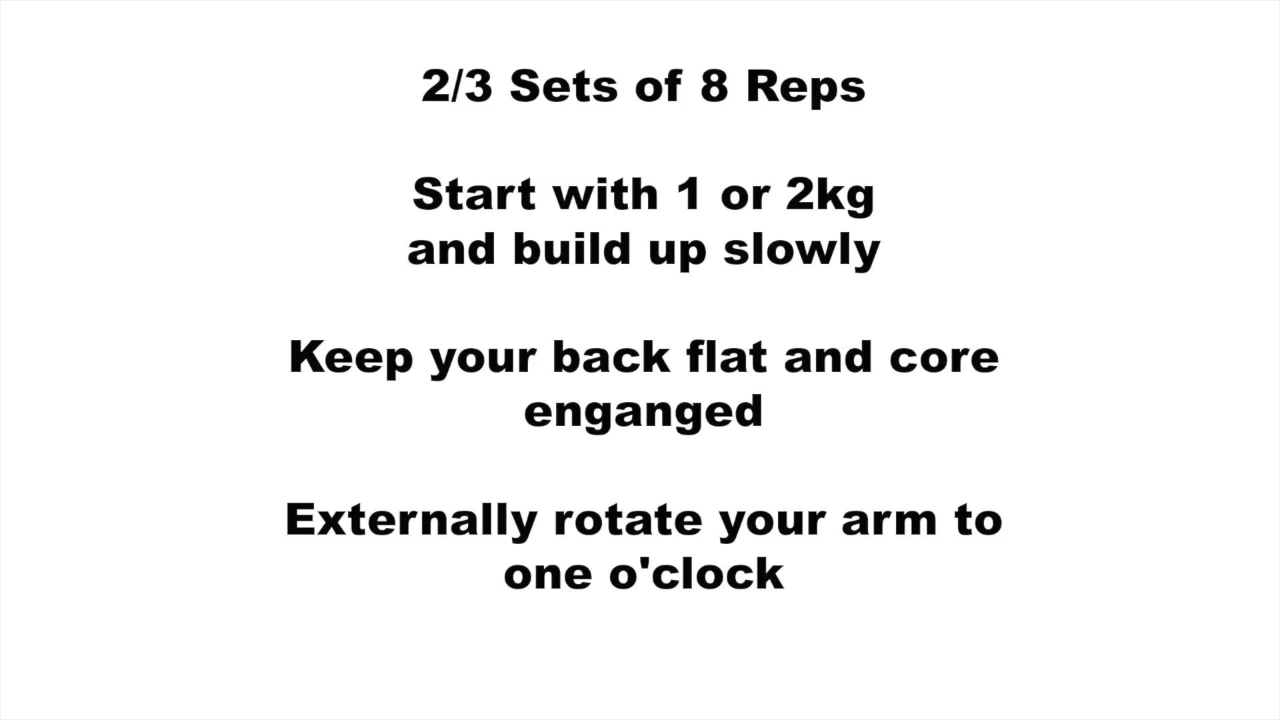 2/3 Sets of 8 Reps
Start with 1 or 2kg
and build up slowly
Keep your back flat and core
enganged
Externally rotate your arm to
one o'clock